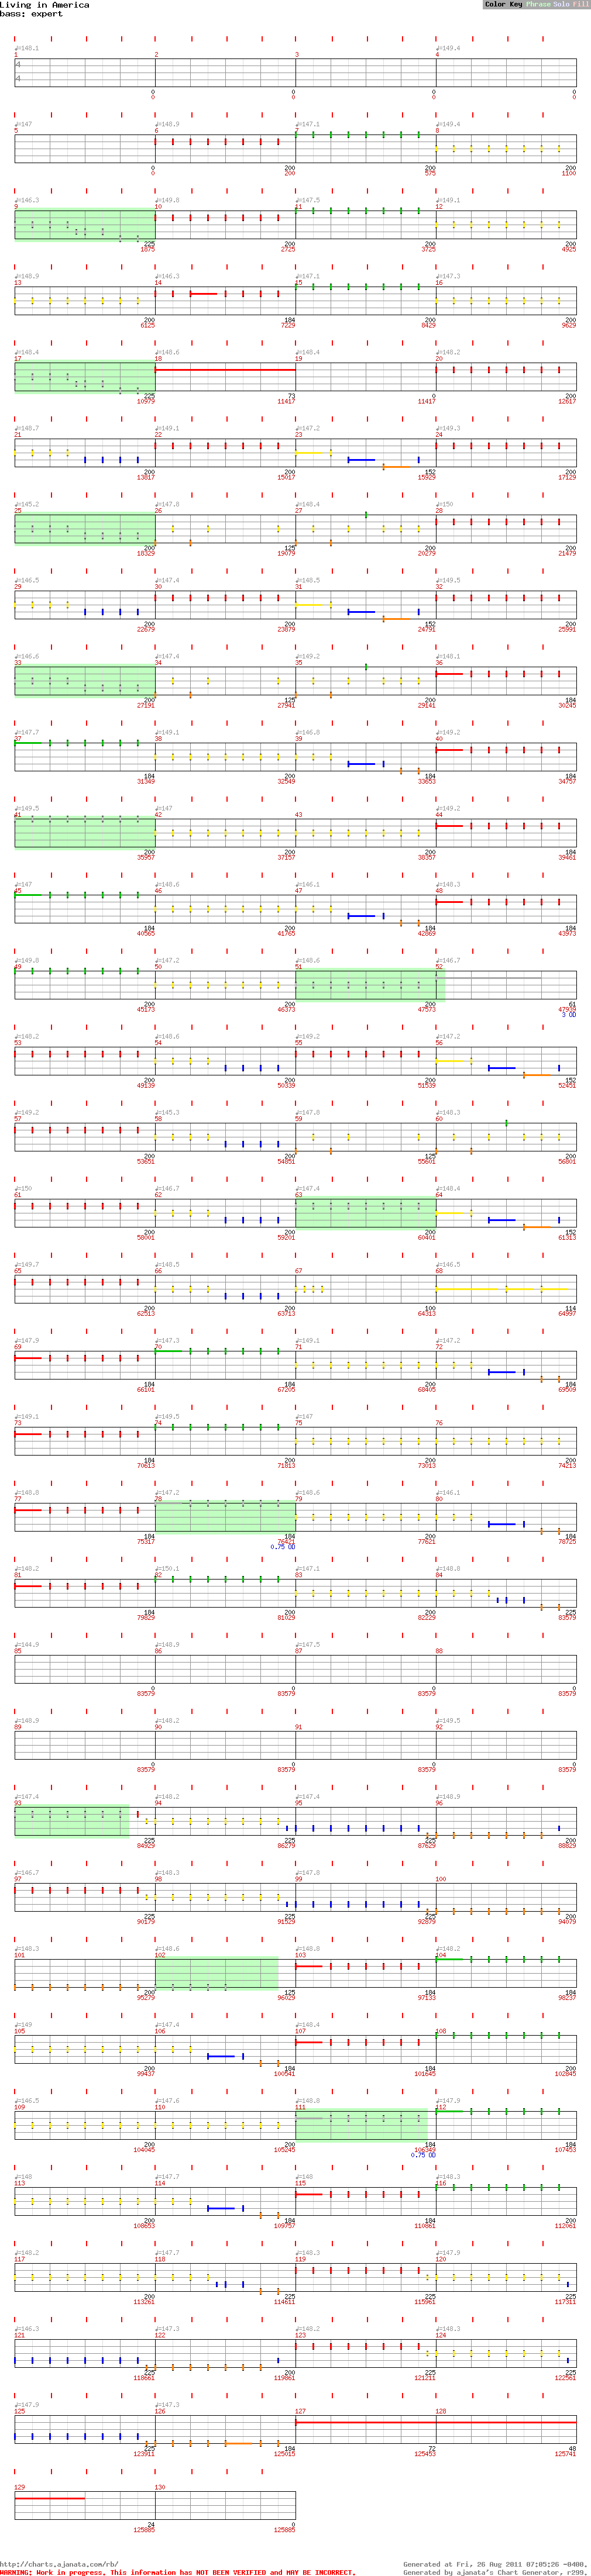 Living in America
bass: expert
Color Key Phrase Solo Fill
♩=148.1 ♩=149.4
1 2 3 4
4
4
0 0 0 0
0 0 0 0
♩=147 ♩=148.9 ♩=147.1 ♩=149.4
5 6 7 8
0 200 200 200
0 200 575 1100
♩=146.3 ♩=149.8 ♩=147.5 ♩=149.1
9 10 11 12
225 200 200 200
1875 2725 3725 4925
♩=148.9 ♩=146.3 ♩=147.1 ♩=147.3
13 14 15 16
200 184 200 200
6125 7229 8429 9629
♩=148.4 ♩=148.6 ♩=148.4 ♩=148.2
17 18 19 20
225 73 0 200
10979 11417 11417 12617
♩=148.7 ♩=149.1 ♩=147.2 ♩=149.3
21 22 23 24
200 200 152 200
13817 15017 15929 17129
♩=145.2 ♩=147.8 ♩=148.4 ♩=150
25 26 27 28
200 125 200 200
18329 19079 20279 21479
♩=146.5 ♩=147.4 ♩=148.5 ♩=149.5
29 30 31 32
200 200 152 200
22679 23879 24791 25991
♩=146.6 ♩=147.4 ♩=149.2 ♩=148.1
33 34 35 36
200 125 200 184
27191 27941 29141 30245
♩=147.7 ♩=149.1 ♩=146.8 ♩=149.2
37 38 39 40
184 200 184 184
31349 32549 33653 34757
♩=149.5 ♩=147 ♩=149.2
41 42 43 44
200 200 200 184
35957 37157 38357 39461
♩=147 ♩=148.6 ♩=146.1 ♩=148.3
45 46 47 48
184 200 184 184
40565 41765 42869 43973
♩=149.8 ♩=147.2 ♩=148.6 ♩=146.7
49 50 51 52
200 200 200 61
45173 46373 47573 47939
3 OD
♩=148.2 ♩=148.6 ♩=149.2 ♩=147.2
53 54 55 56
200 200 200 152
49139 50339 51539 52451
♩=149.2 ♩=145.3 ♩=147.8 ♩=148.3
57 58 59 60
200 200 125 200
53651 54851 55601 56801
♩=150 ♩=146.7 ♩=147.4 ♩=148.4
61 62 63 64
200 200 200 152
58001 59201 60401 61313
♩=149.7 ♩=148.5 ♩=146.5
65 66 67 68
200 200 100 114
62513 63713 64313 64997
♩=147.9 ♩=147.3 ♩=149.1 ♩=147.2
69 70 71 72
184 184 200 184
66101 67205 68405 69509
♩=149.1 ♩=149.5 ♩=147
73 74 75 76
184 200 200 200
70613 71813 73013 74213
♩=148.8 ♩=147.2 ♩=148.6 ♩=146.1
77 78 79 80
184 184 200 184
75317 76421 77621 78725
0.75 OD
♩=148.2 ♩=150.1 ♩=147.1 ♩=148.8
81 82 83 84
184 200 200 225
79829 81029 82229 83579
♩=144.9 ♩=148.9 ♩=147.5
85 86 87 88
0 0 0 0
83579 83579 83579 83579
♩=148.9 ♩=148.2 ♩=149.5
89 90 91 92
0 0 0 0
83579 83579 83579 83579
♩=147.4 ♩=148.2 ♩=147.4 ♩=148.9
93 94 95 96
225 225 225 200
84929 86279 87629 88829
♩=146.7 ♩=148.3 ♩=147.8
97 98 99 100
225 225 225 200
90179 91529 92879 94079
♩=148.3 ♩=148.6 ♩=148.8 ♩=148.2
101 102 103 104
200 125 184 184
95279 96029 97133 98237
♩=149 ♩=147.4 ♩=148.4
105 106 107 108
200 184 184 200
99437 100541 101645 102845
♩=146.5 ♩=147.6 ♩=148.8 ♩=147.9
109 110 111 112
200 200 184 184
104045 105245 106349 107453
0.75 OD
♩=148 ♩=147.7 ♩=148 ♩=148.3
113 114 115 116
200 184 184 200
108653 109757 110861 112061
♩=148.2 ♩=147.7 ♩=148.3 ♩=147.9
117 118 119 120
200 225 225 225
113261 114611 115961 117311
♩=146.3 ♩=147.3 ♩=148.2 ♩=148.3
121 122 123 124
225 200 225 225
118661 119861 121211 122561
♩=147.9 ♩=147.3
125 126 127 128
225 184 72 48
123911 125015 125453 125741
129 130
24 0
125885 125885
http://charts.ajanata.com/rb/
Generated at Fri, 26 Aug 2011 07:05:26 -0400.
WARNING: Work in progress. This information has NOT BEEN VERIFIED and MAY BE INCORRECT.
Generated by ajanata's Chart Generator, r299.